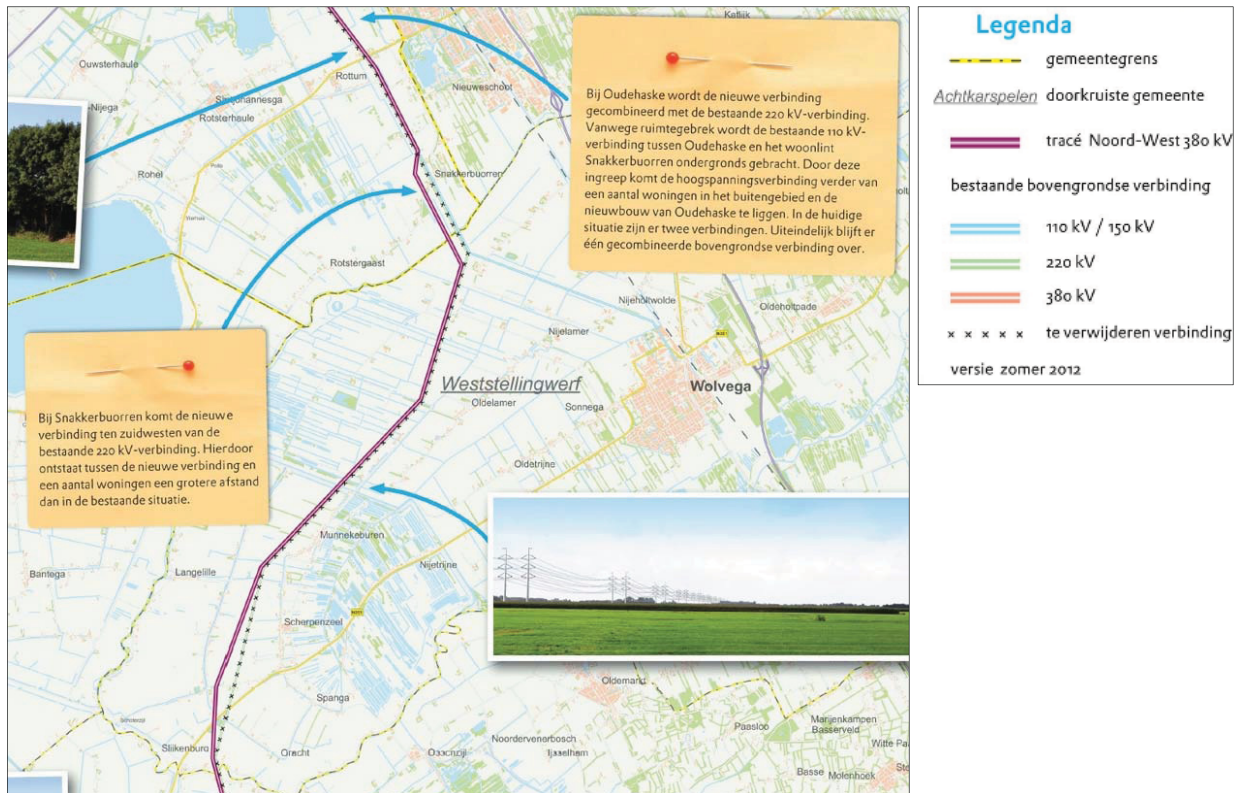 Katlijk
Ouwsterhaule
Rottum
-Nijega
Rotsterhaule
Nieuweschoot
Rohel
Snakkerbuorren
Bij Oudehaske wordt de nieuwe verbinding
gecombineerd met de bestaande 220 kV-verbinding.
Vanwege ruimtegebrek wordt de bestaande 110 kV-
verbinding tussen Oudehaske en het woonlint
Snakkerbuorren ondergronds gebracht. Door deze
ingreep komt de hoogspanningsverbinding verder van
een aantal woningen in het buitengebied en de
nieuwbouw van Oudehaske te liggen. In de huidige
situatie zijn er twee verbindingen. Uiteindelijk blijft er
één gecombineerde bovengrondse verbinding over.
Rotstergaast
Nijeholtwolde
Oldeholtpade
Nijelamer
Weststellingwerf
Wolvega
Oldelamer
Sonnega
Oldetrijne
Bij Snakkerbuorren komt de nieuwe
verbinding ten zuidwesten van de
bestaande 220 kV-verbinding. Hierdoor
ontstaat tussen de nieuwe verbinding en
een aantal woningen een grotere afstand
dan in de bestaande situatie.
Munnekeburen
Bantega
Langelille
Nijetrijne
Scherpenzeel
Spanga
Oldemarkt
Slijkenburg
Gracht
Ossenzijl
Noordervenerbosch
IJsselham
Paasloo
Marijenkampen
Basserveld
Witte Pa
Basse
Molenhoek
Legenda
gemeentegrens
Achtkarspelen doorkruiste gemeente
tracé Noord-West 380 kV
bestaande bovengrondse verbinding
110 kV / 150 kV
220 kV
380 kV
te verwijderen verbinding
versie zomer 2012